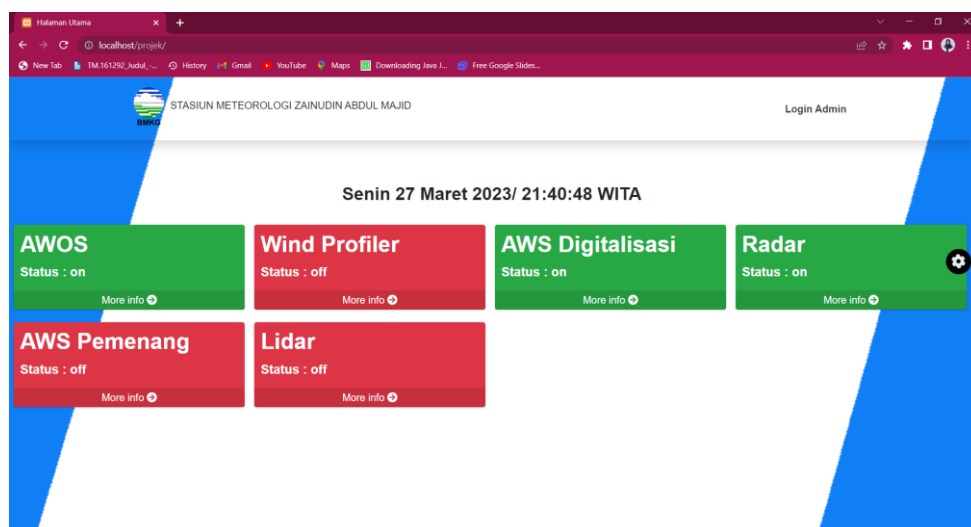 Halaman Utama
localhost/projek/
New Tab TM.161292_Judul_-... History Gmail YouTube Maps Downloading Java J... Free Google Slides...
BMKG STASIUN METEOROLOGI ZAINUDIN ABDUL MAJID Login Admin
Senin 27 Maret 2023/ 21:40:48 WITA
AWOS
Status : on
More info
Wind Profiler
Status : off
More info
AWS Digitalisasi
Status : on
More info
Radar
Status : on
More info
AWS Pemenang
Status : off
More info
Lidar
Status : off
More info